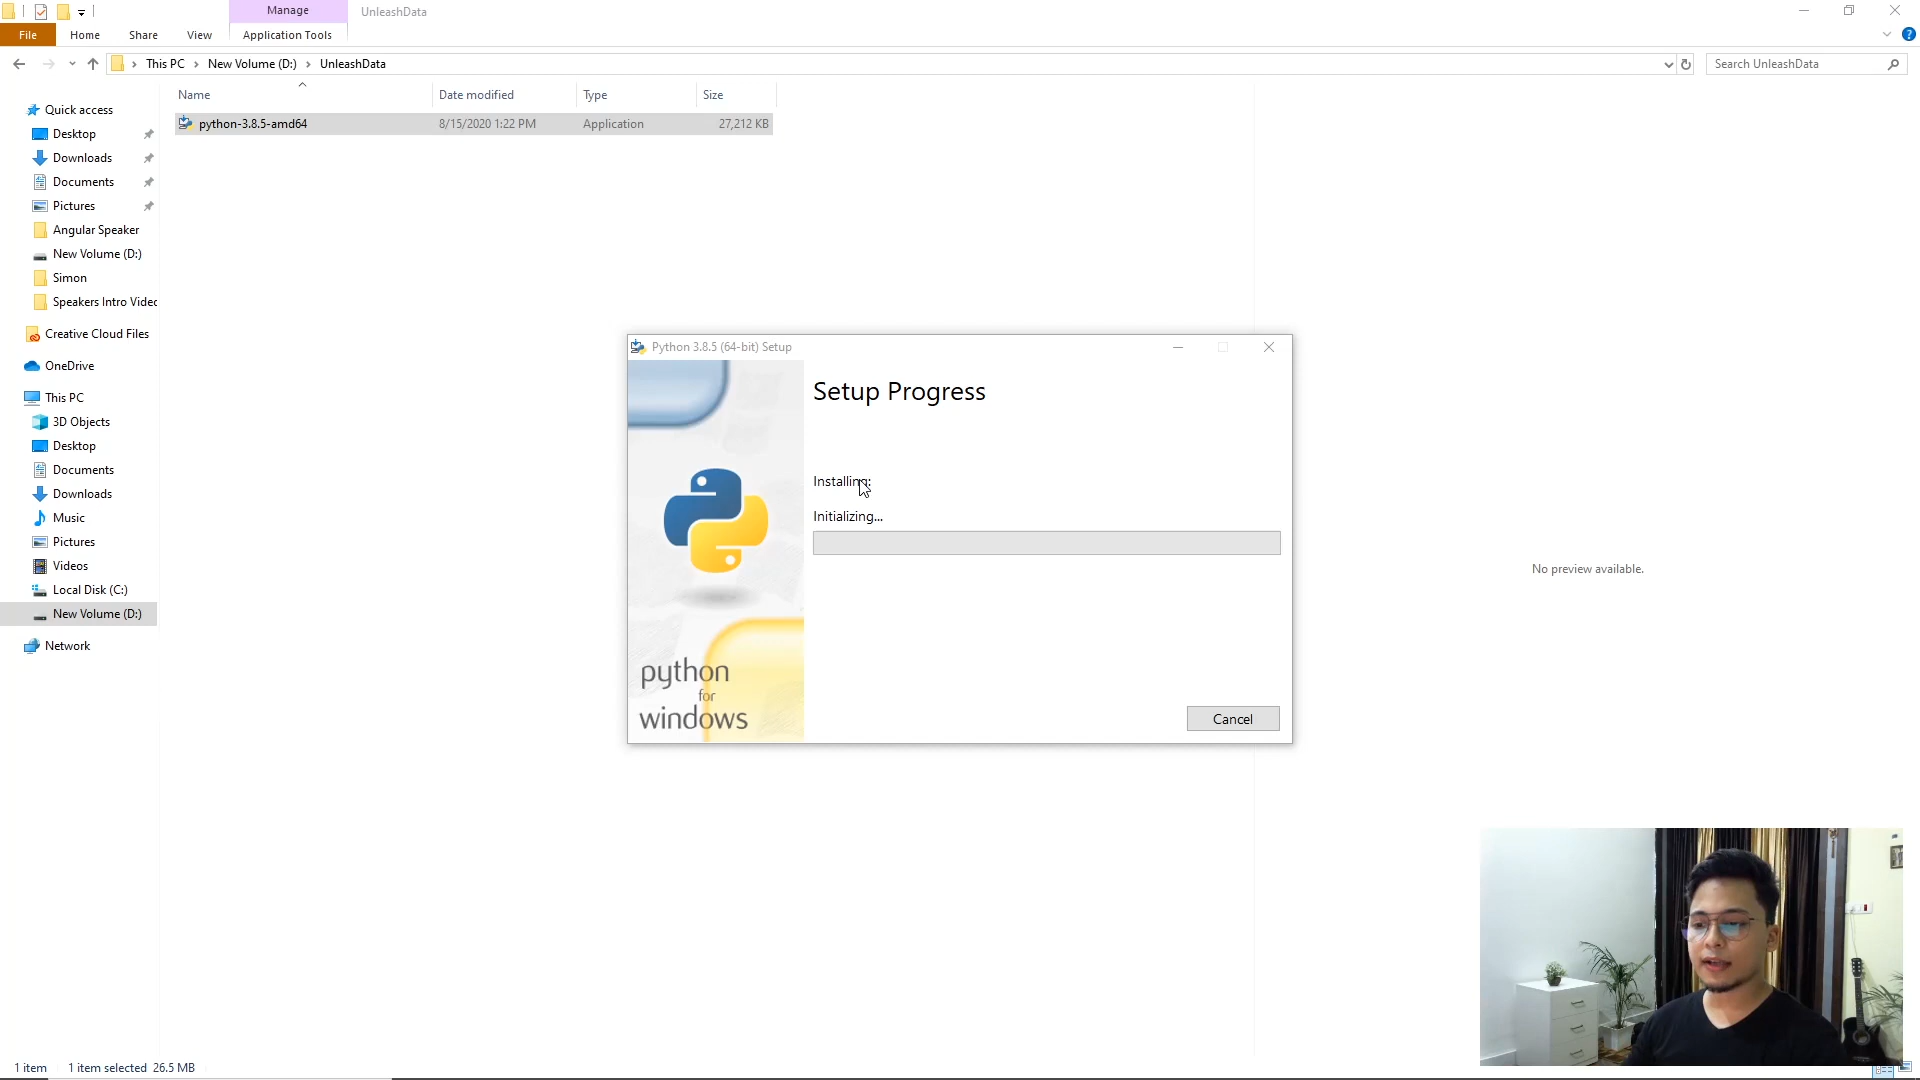 Manage
UnleashData
File
Home
Share
View
Application Tools
This PC
New Volume (D:)
UnleashData
Search UnleashData
Name
Date modified
Type
Size
python-3.8.5-amd64
8/15/2020 1:22 PM
Application
27,212 KB
Quick access
Desktop
Downloads
Documents
Pictures
Angular Speaker
New Volume (D:)
Simon
Speakers Intro Videc
Creative Cloud Files
OneDrive
This PC
3D Objects
Desktop
Documents
Downloads
Music
Pictures
Videos
Local Disk (C:)
New Volume (D:)
Network
Python 3.8.5 (64-bit) Setup
Setup Progress
Installing:
Initializing...
python
for
windows
Cancel
No preview available.
1 item
1 item selected 26.5 MB